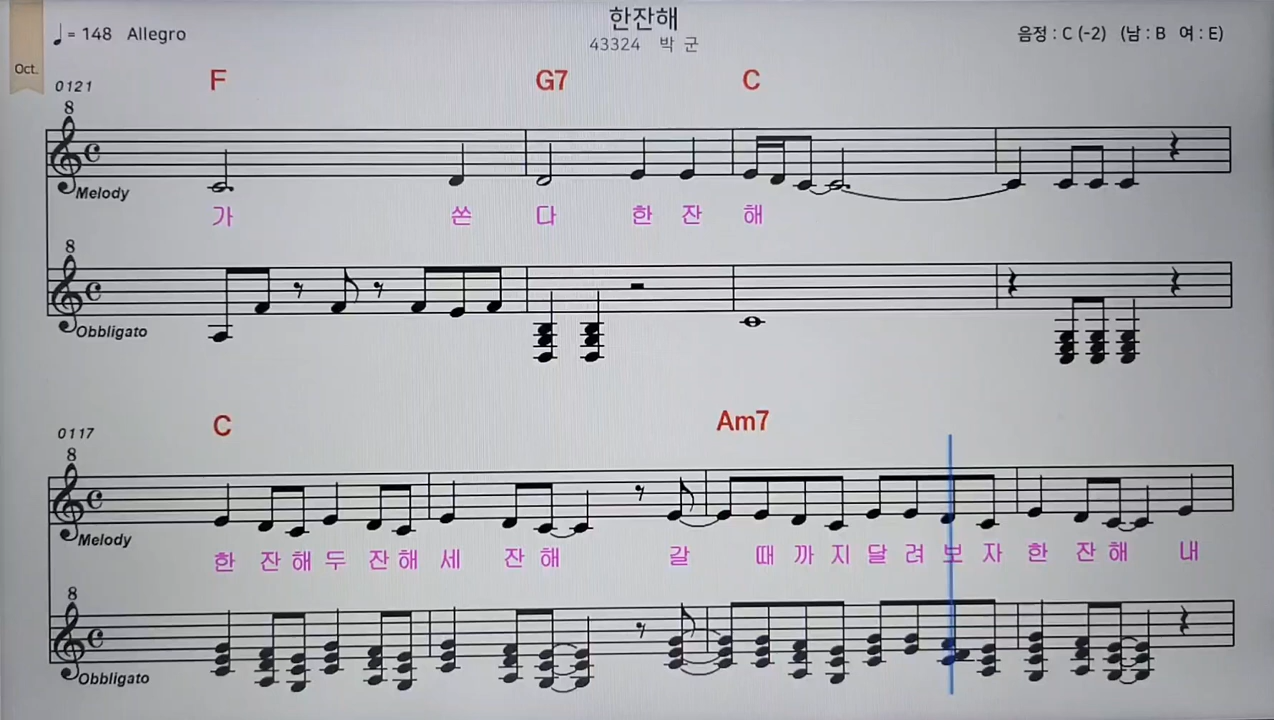 한잔해
♩= 148 Allegro
43324 박 군
음정 : C (-2) (남 : B 여 : E)
Oct.
0121
F G7 C
8
Melody
가 쏜 다 한 잔 해
8
Obbligato
0117
C Am7
8
Melody
한 잔 해 두 잔 해 세 잔 해 갈 때 까 지 달 려 보 자 한 잔 해 내
8
Obbligato